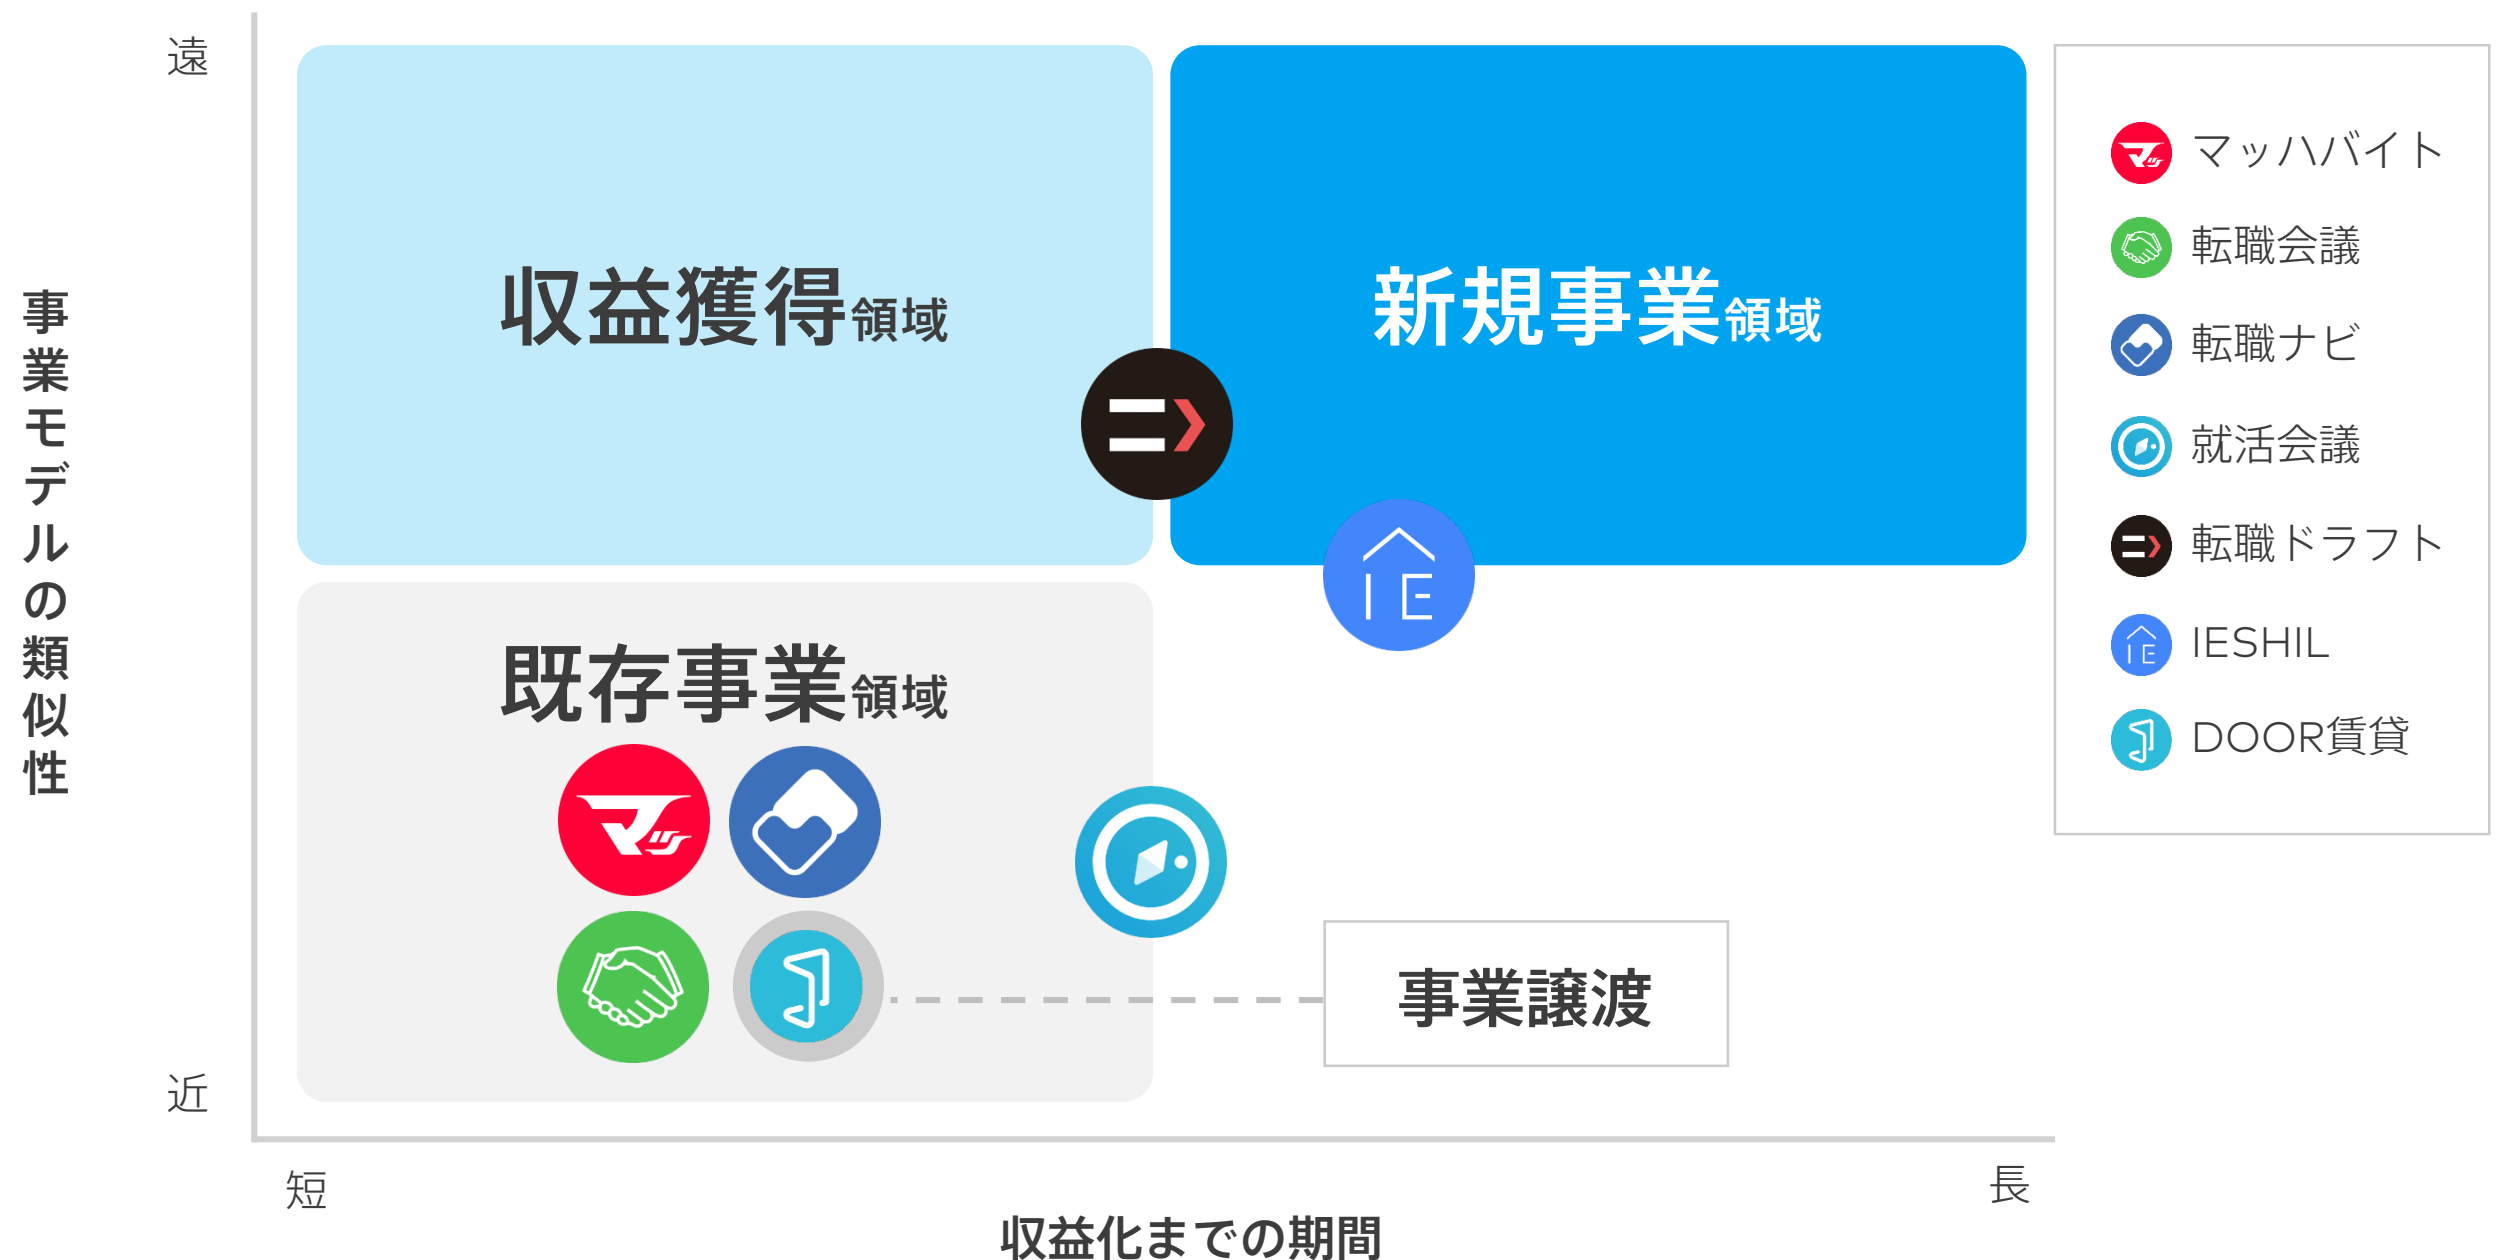 遠
事業モデルの類似性
近
収益獲得領域
新規事業領域
IE
既存事業領域
事業譲渡
短
長
収益化までの期間
マッハバイト
転職会議
転職ナビ
就活会議
転職ドラフト
IE
IESHIL
DOOR賃貸